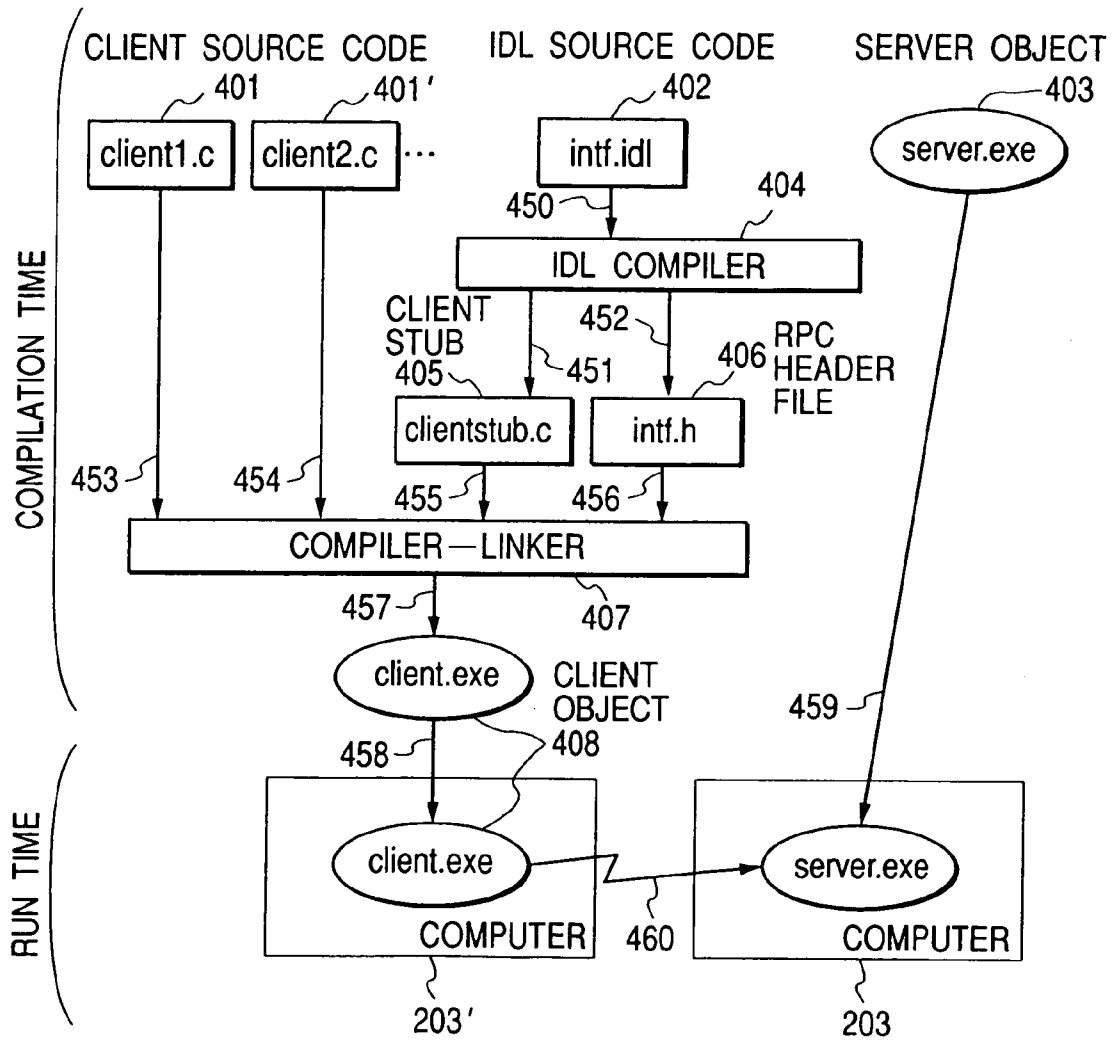 CLIENT SOURCE CODE
IDL SOURCE CODE
SERVER OBJECT
401
401'
402
403
client1.c
client2.c
...
intf.idl
server.exe
450
404
IDL COMPILER
COMPILATION TIME
CLIENT
STUB
405
452
451
406
RPC
HEADER
FILE
clientstub.c
intf.h
453
454
455
456
COMPILER—LINKER
457
407
client.exe
CLIENT
OBJECT
408
458
459
RUN TIME
client.exe
server.exe
COMPUTER
460
COMPUTER
203'
203